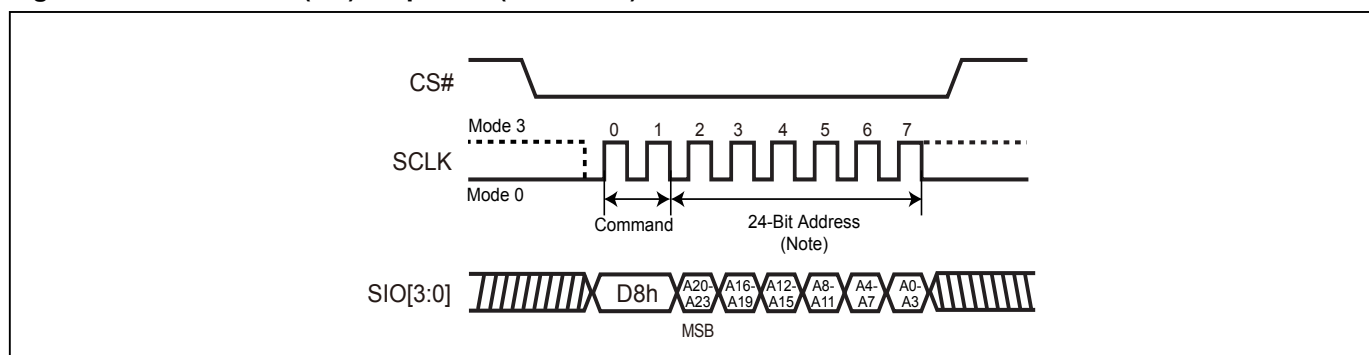 CS#
Mode 3
0 1 2 3 4 5 6 7
SCLK
Mode 0
Command
24-Bit Address
(Note)
SIO[3:0]
D8h
A20-
A23
A16-
A19
A12-
A15
A8-
A11
A4-
A7
A0-
A3
MSB